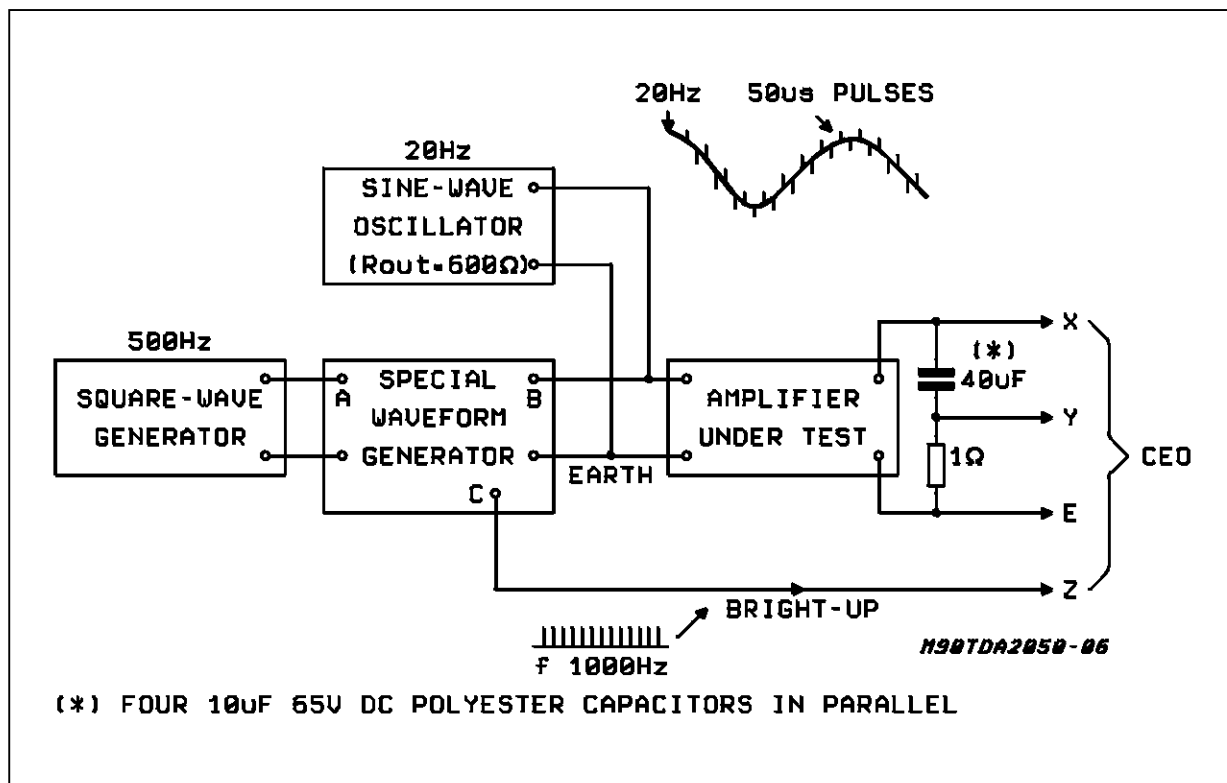 20Hz 50us PULSES
20Hz
SINE-WAVE
OSCILLATOR
(Rout=600Ω)
500Hz
SQUARE-WAVE
GENERATOR
A
SPECIAL
WAVEFORM
GENERATOR
B
C
EARTH
AMPLIFIER
UNDER TEST
(*)
40uF
1Ω
X
Y
E
Z
CEO
BRIGHT-UP
f 1000Hz
M90TDA2050-06
(*) FOUR 10uF 65V DC POLYESTER CAPACITORS IN PARALLEL